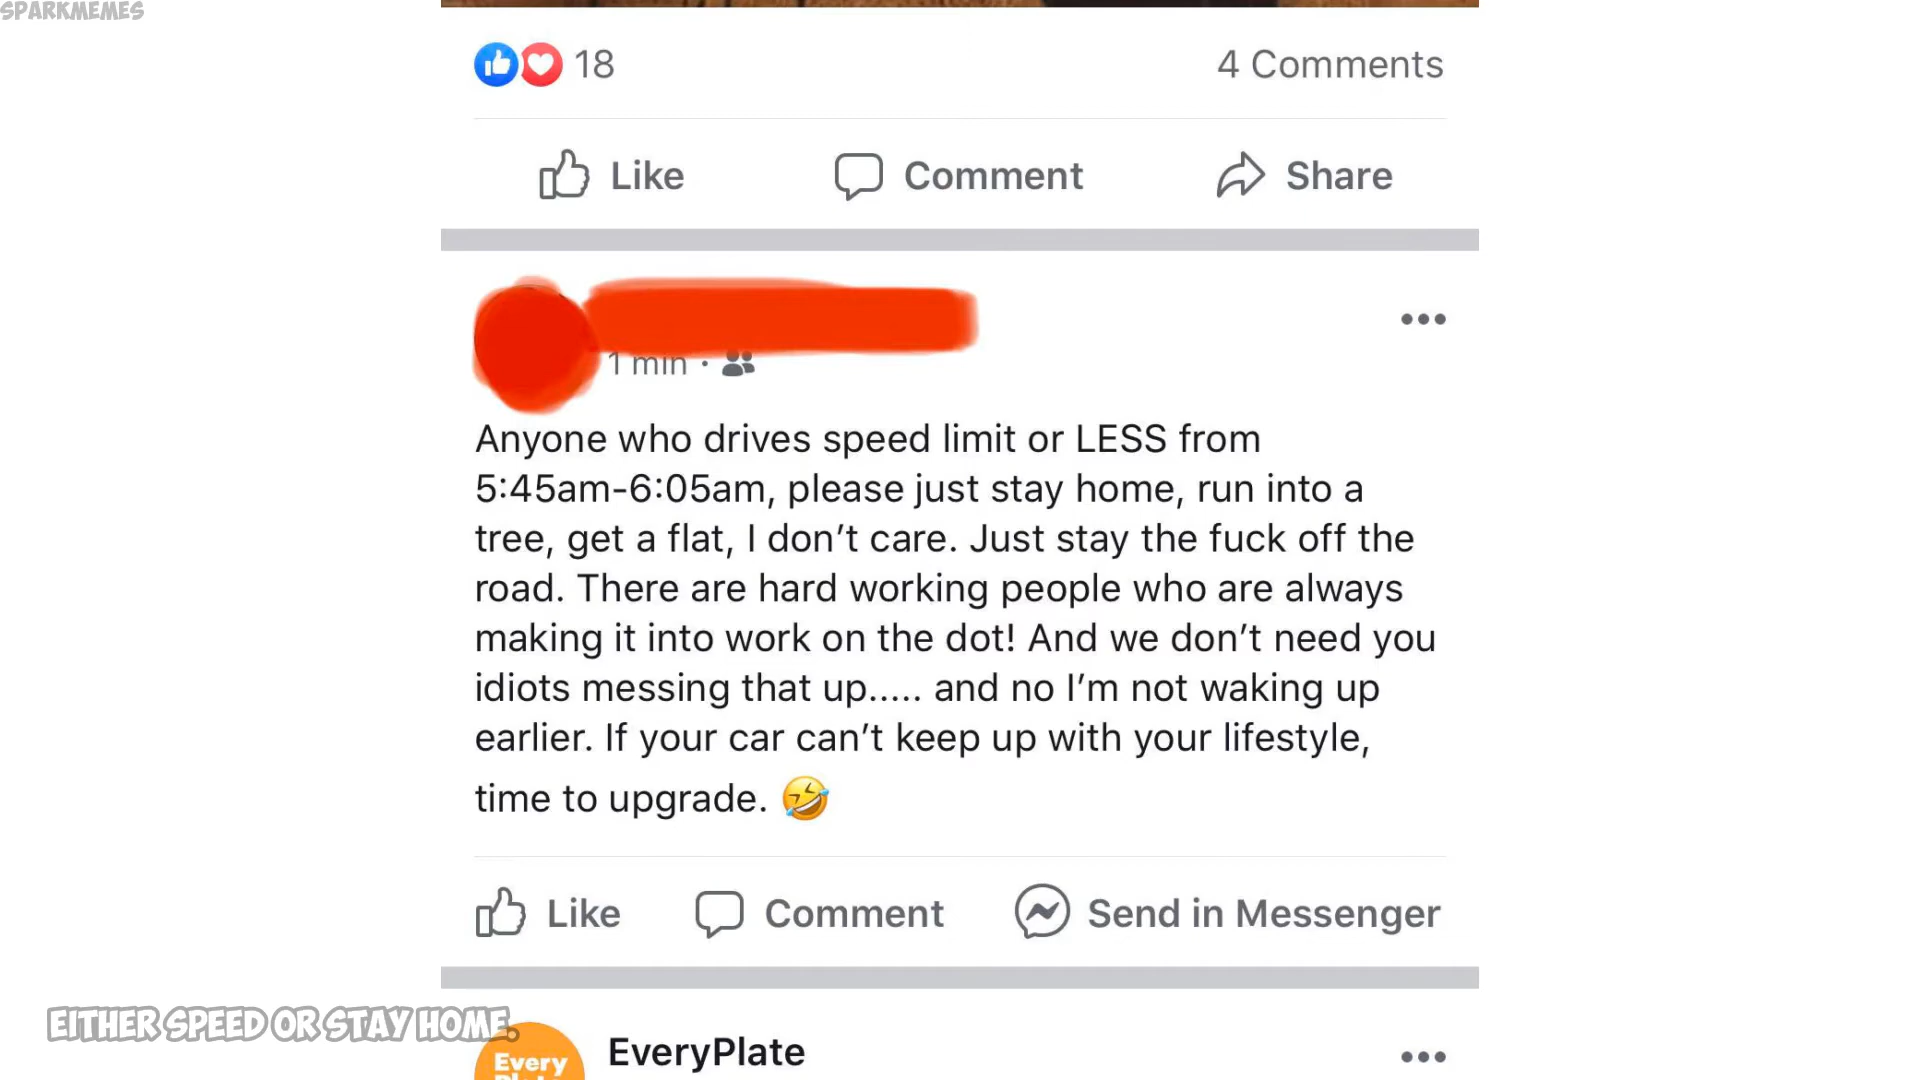 SPARKMEMES
18
4 Comments
Like
Comment
Share
1 min
Anyone who drives speed limit or LESS from
5:45am-6:05am, please just stay home, run into a
tree, get a flat, I don’t care. Just stay the fuck off the
road. There are hard working people who are always
making it into work on the dot! And we don’t need you
idiots messing that up..... and no I’m not waking up
earlier. If your car can’t keep up with your lifestyle,
time to upgrade. 🤣
Like
Comment
Send in Messenger
EITHER SPEED OR STAY HOME.
EveryPlate
Every